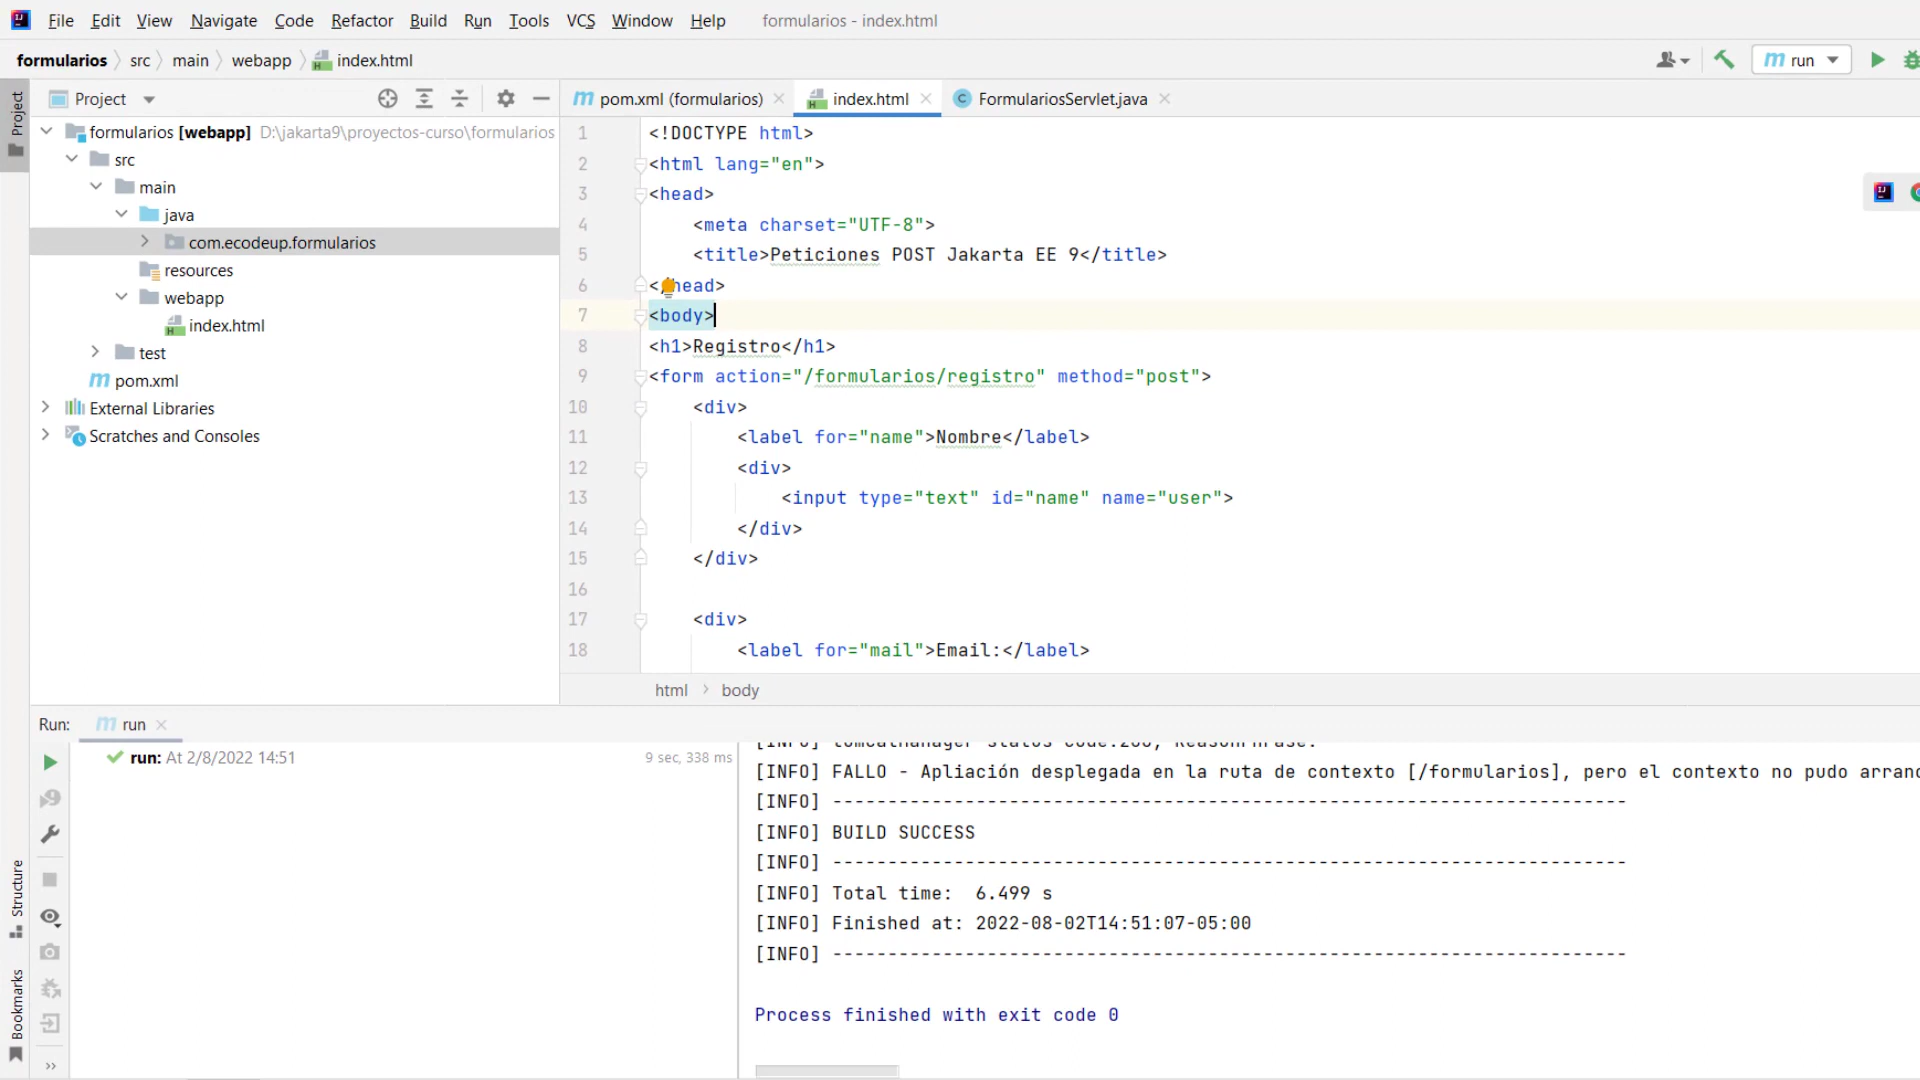 File Edit View Navigate Code Refactor Build Run Tools VCS Window Help formularios - index.html
formularios src main webapp index.html
run
Project
Project
pom.xml (formularios)
index.html
FormulariosServlet.java
formularios [webapp] D:\jakarta9\proyectos-curso\formularios
src
main
java
com.ecodeup.formularios
resources
webapp
index.html
test
pom.xml
External Libraries
Scratches and Consoles
1 <!DOCTYPE html>
2 <html lang="en">
3 <head>
4 <meta charset="UTF-8">
5 <title>Peticiones POST Jakarta EE 9</title>
6 </head>
7 <body>
8 <h1>Registro</h1>
9 <form action="/formularios/registro" method="post">
10 <div>
11 <label for="name">Nombre</label>
12 <div>
13 <input type="text" id="name" name="user">
14 </div>
15 </div>
16
17 <div>
18 <label for="mail">Email:</label>
html > body
Run: run
run: At 2/8/2022 14:51 9 sec, 338 ms
[INFO] tomcatManager status code:200, ReasonPhrase:
[INFO] FALLO - Apliación desplegada en la ruta de contexto [/formularios], pero el contexto no pudo
[INFO] ------------------------------------------------------------------------
[INFO] BUILD SUCCESS
[INFO] ------------------------------------------------------------------------
[INFO] Total time:  6.499 s
[INFO] Finished at: 2022-08-02T14:51:07-05:00
[INFO] ------------------------------------------------------------------------
Process finished with exit code 0
Structure
Bookmarks